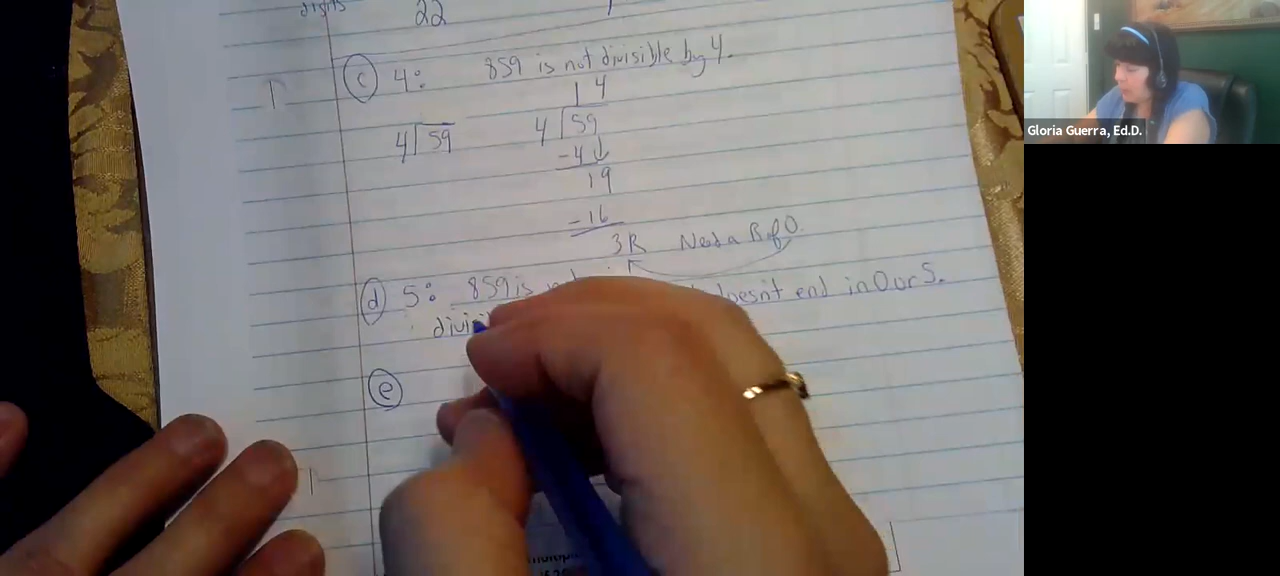 digits 22
c 4: 859 is not divisible by 4.
14
4 59 4 59
-4
19
-16
3R Need a R of 0.
d 5: 859 is doesn't end in 0 or 5.
e
Gloria Guerra, Ed.D.